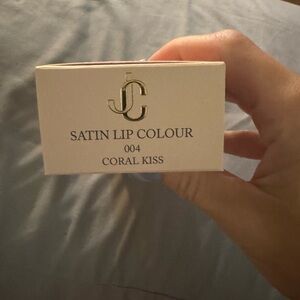 JC
SATIN LIP COLOUR
004
CORAL KISS